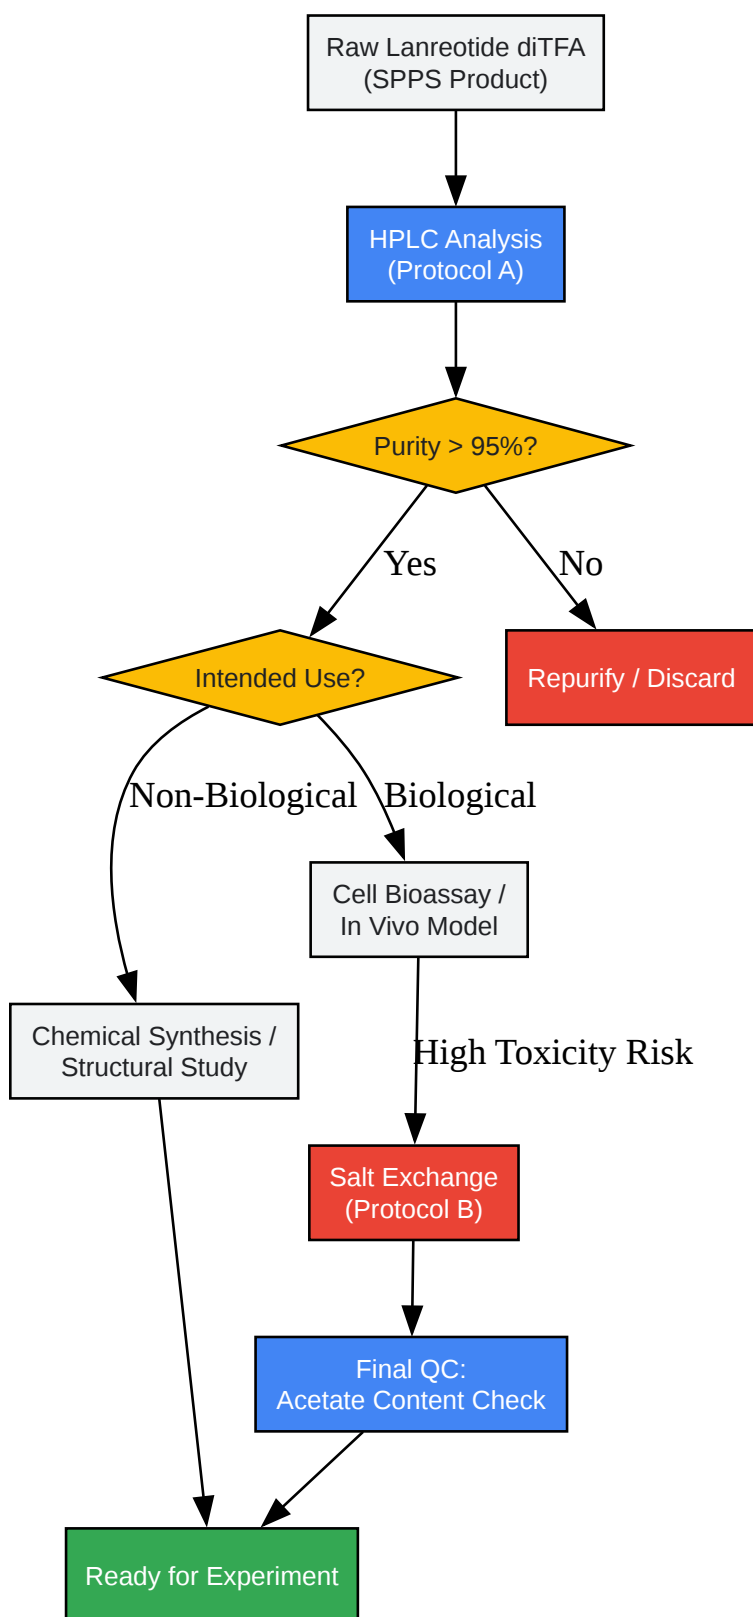 Raw Lanreotide diTFA
(SPPS Product)
HPLC Analysis
(Protocol A)
Purity > 95%?
Yes
No
Intended Use?
Repurify / Discard
Non-Biological
Biological
Cell Bioassay /
In Vivo Model
Chemical Synthesis /
Structural Study
High Toxicity Risk
Salt Exchange
(Protocol B)
Final QC:
Acetate Content Check
Ready for Experiment